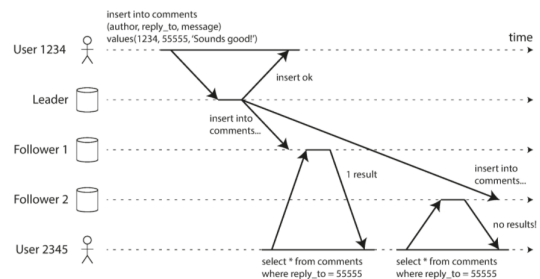 insert into comments
(author, reply_to, message)
values(1234, 55555, 'Sounds good!')
time
User 1234
insert ok
Leader
insert into
comments...
Follower 1
1 result
insert into
comments...
Follower 2
no results!
User 2345
select * from comments
where reply_to = 55555
select * from comments
where reply_to = 55555